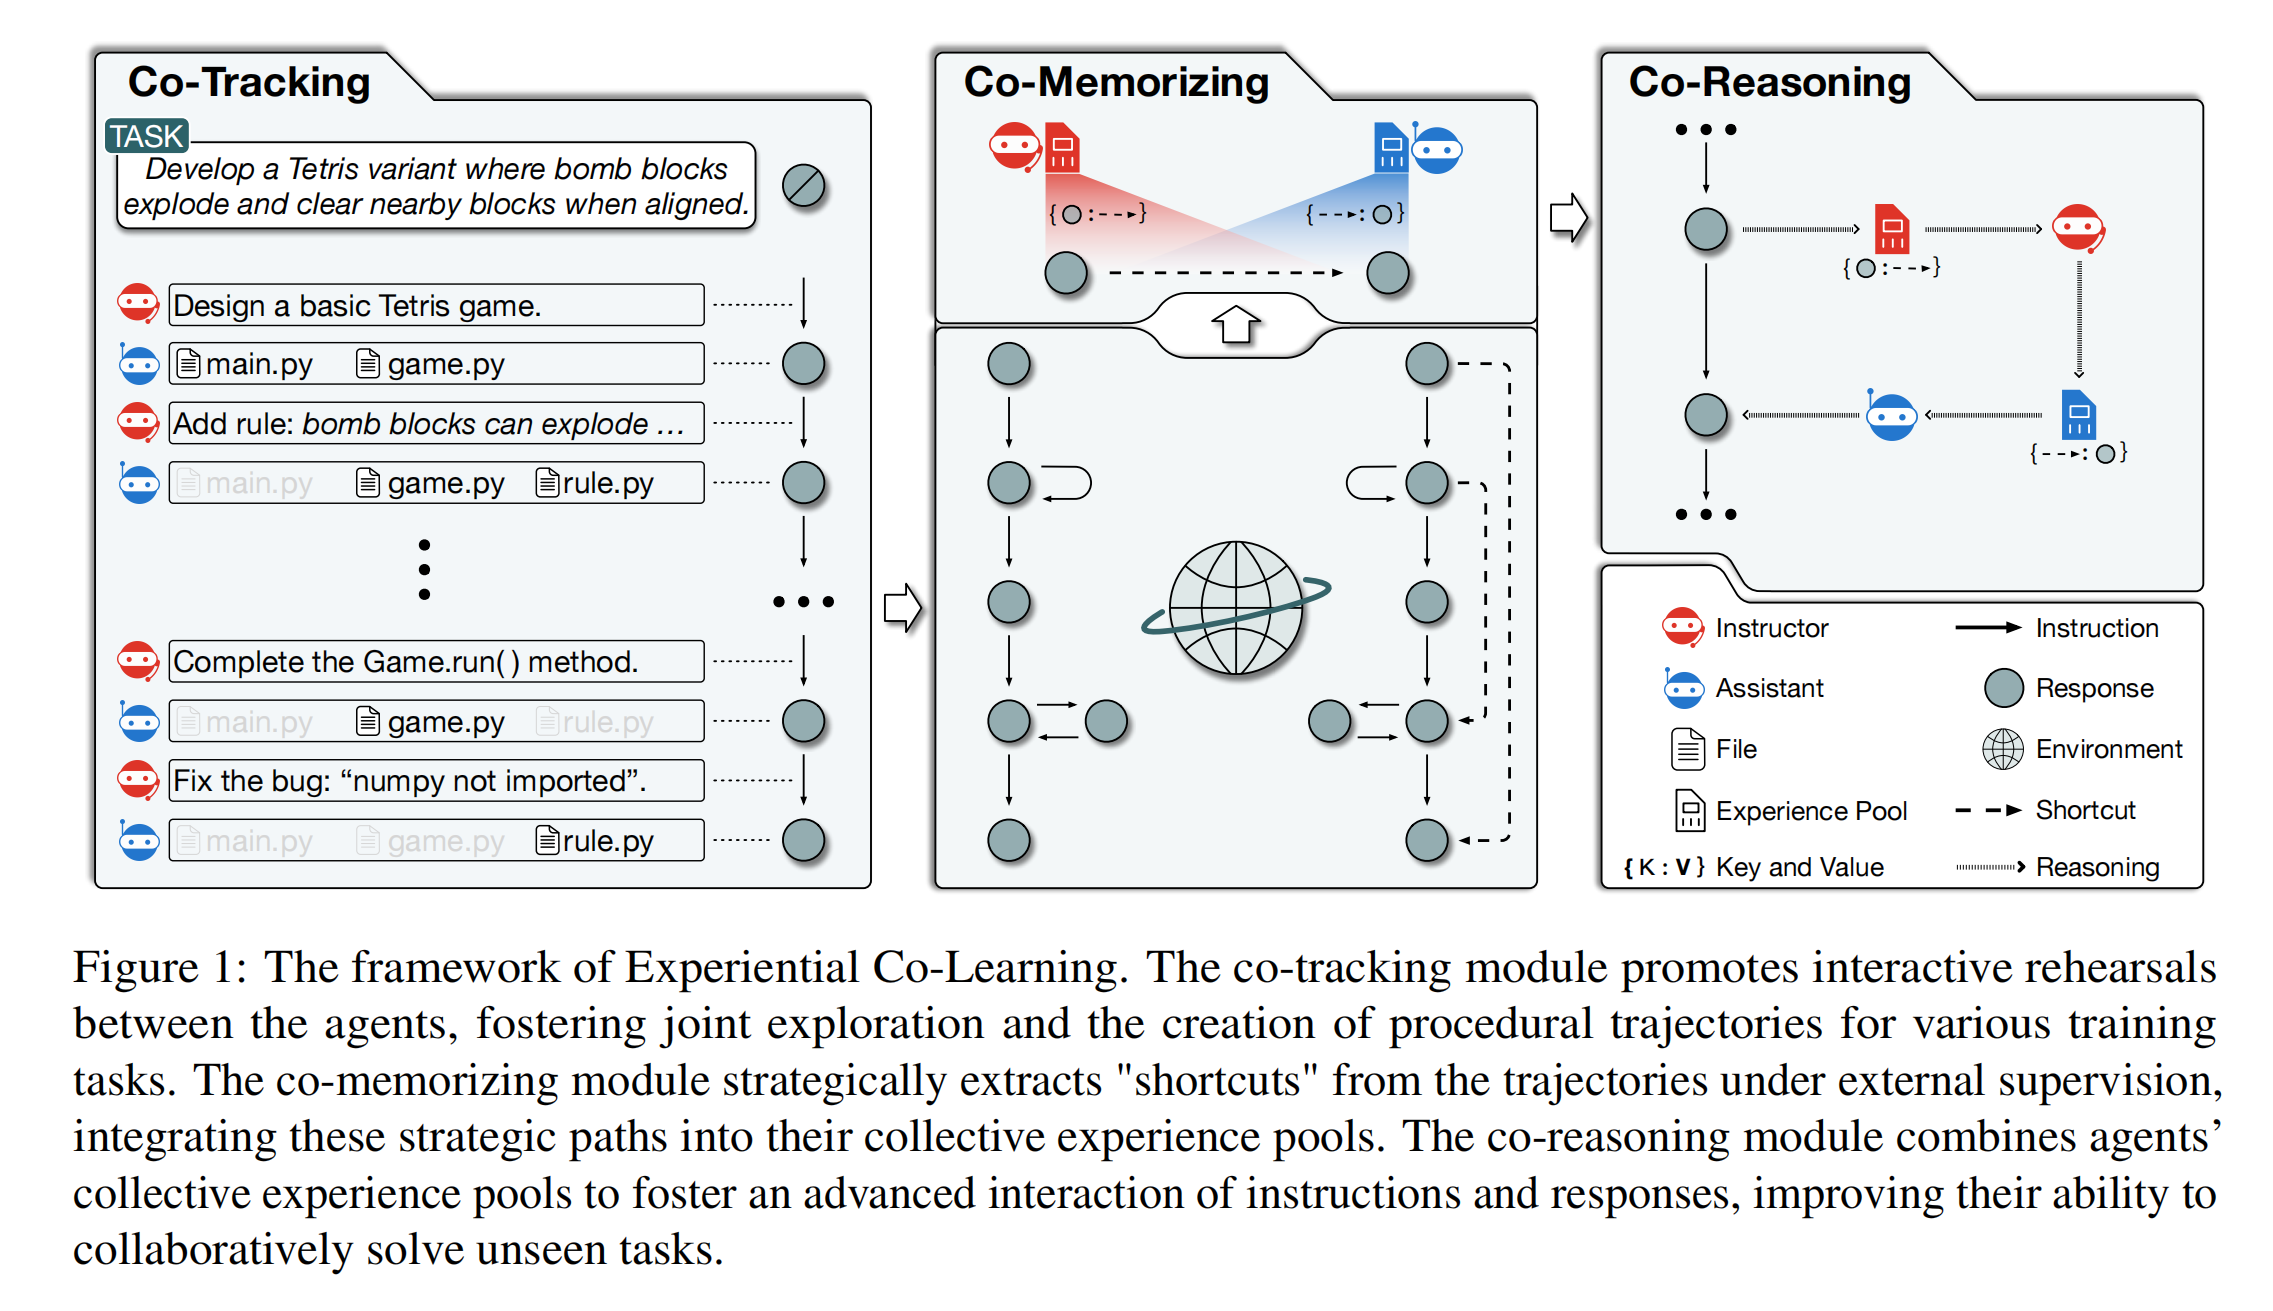 Co-Tracking
TASK
Develop a Tetris variant where bomb blocks
explode and clear nearby blocks when aligned.
Design a basic Tetris game.
main.py game.py
Add rule: bomb blocks can explode …
main.py game.py rule.py
Complete the Game.run() method.
main.py game.py rule.py
Fix the bug: “numpy not imported”.
main.py game.py rule.py
Co-Memorizing
Co-Reasoning
Instructor
Instruction
Assistant
Response
File
Environment
Experience Pool
Shortcut
{ K : V } Key and Value
Reasoning
Figure 1: The framework of Experiential Co-Learning. The co-tracking module promotes interactive rehearsals
between the agents, fostering joint exploration and the creation of procedural trajectories for various training
tasks. The co-memorizing module strategically extracts "shortcuts" from the trajectories under external supervision,
integrating these strategic paths into their collective experience pools. The co-reasoning module combines agents’
collective experience pools to foster an advanced interaction of instructions and responses, improving their ability to
collaboratively solve unseen tasks.